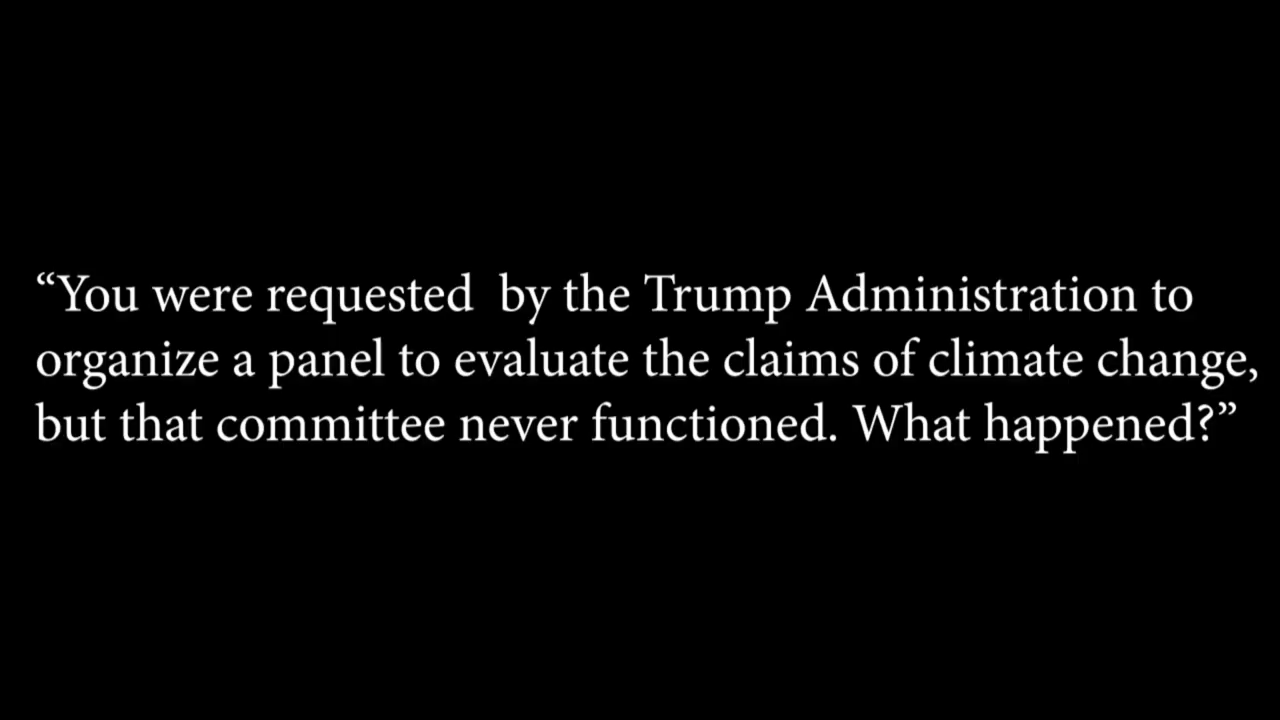 “You were requested  by the Trump Administration to
organize a panel to evaluate the claims of climate change,
but that committee never functioned. What happened?”